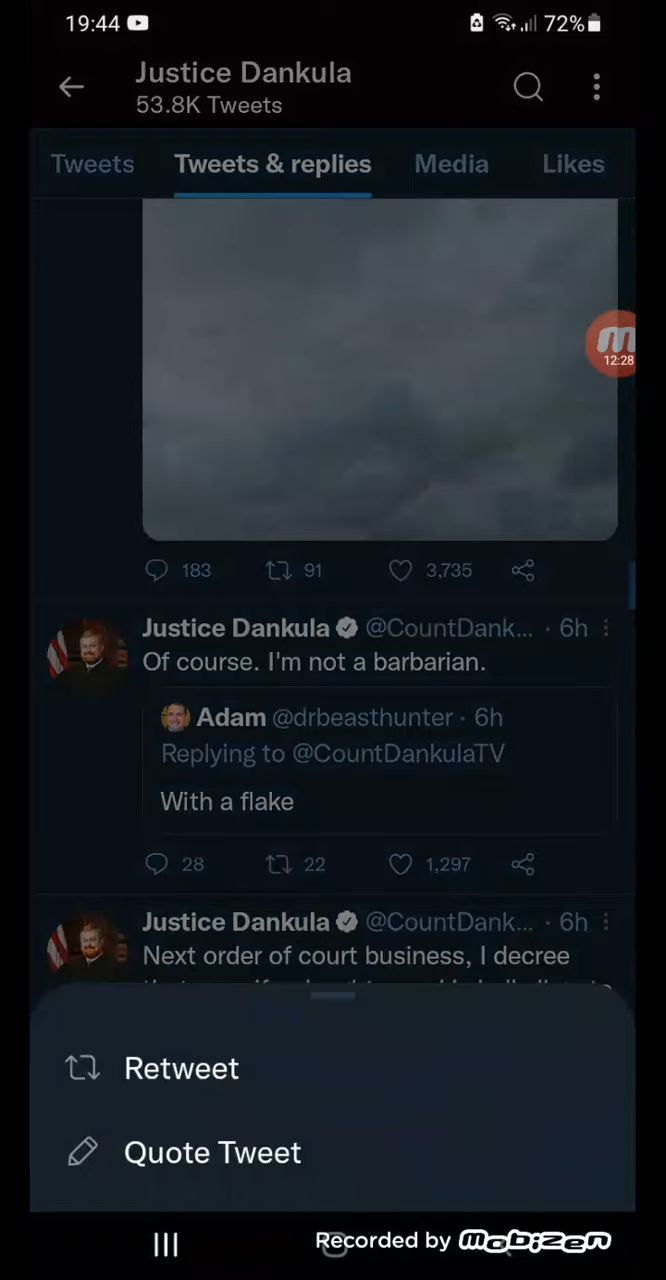 19:44 72%
Justice Dankula
53.8K Tweets
Tweets Tweets & replies Media Likes
12:28
183 91 3,735
Justice Dankula @CountDank... · 6h
Of course. I'm not a barbarian.
Adam @drbeasthunter · 6h
Replying to @CountDankulaTV
With a flake
28 22 1,297
Justice Dankula @CountDank... · 6h
Next order of court business, I decree
Retweet
Quote Tweet
Recorded by mobizen